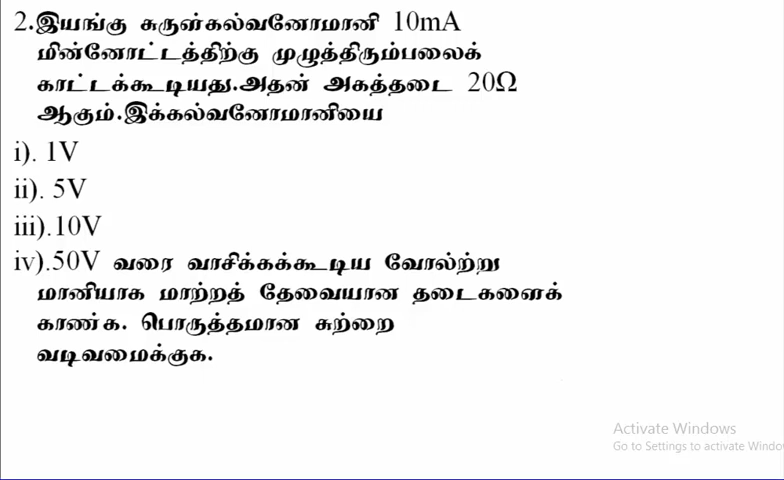 2.இயங்கு சுருள்கல்வனோமானி 10mA
மின்னோட்டத்திற்கு முழுத்திரும்பலைக்
காட்டக்கூடியது.அதன் அகத்தடை 20Ω
ஆகும்.இக்கல்வனோமானியை
i). 1V
ii). 5V
iii).10V
iv).50V வரை வாசிக்கக்கூடிய வோல்ற்று
மானியாக மாற்றத் தேவையான தடைகளைக்
காண்க. பொருத்தமான சுற்றை
வடிவமைக்குக.
Activate Windows
Go to Settings to activate Windo